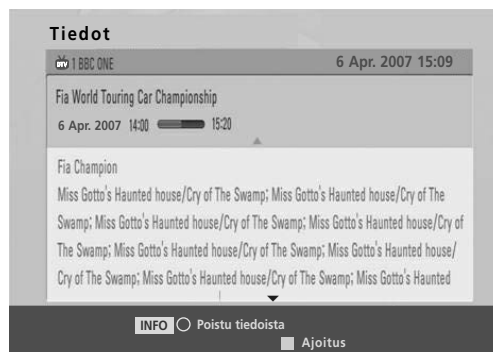 Tiedot
DTV 1 BBC ONE 6 Apr. 2007 15:09
Fia World Touring Car Championship
6 Apr. 2007 14:00 15:20
Fia Champion
Miss Gotto's Haunted house/Cry of The Swamp; Miss Gotto's Haunted house/Cry of The
Swamp; Miss Gotto's Haunted house/Cry of The Swamp; Miss Gotto's Haunted house/Cry of
The Swamp; Miss Gotto's Haunted house/Cry of The Swamp; Miss Gotto's Haunted house/
Cry of The Swamp; Miss Gotto's Haunted house/Cry of The Swamp; Miss Gotto's Haunted
INFO Poistu tiedoista
Ajoitus